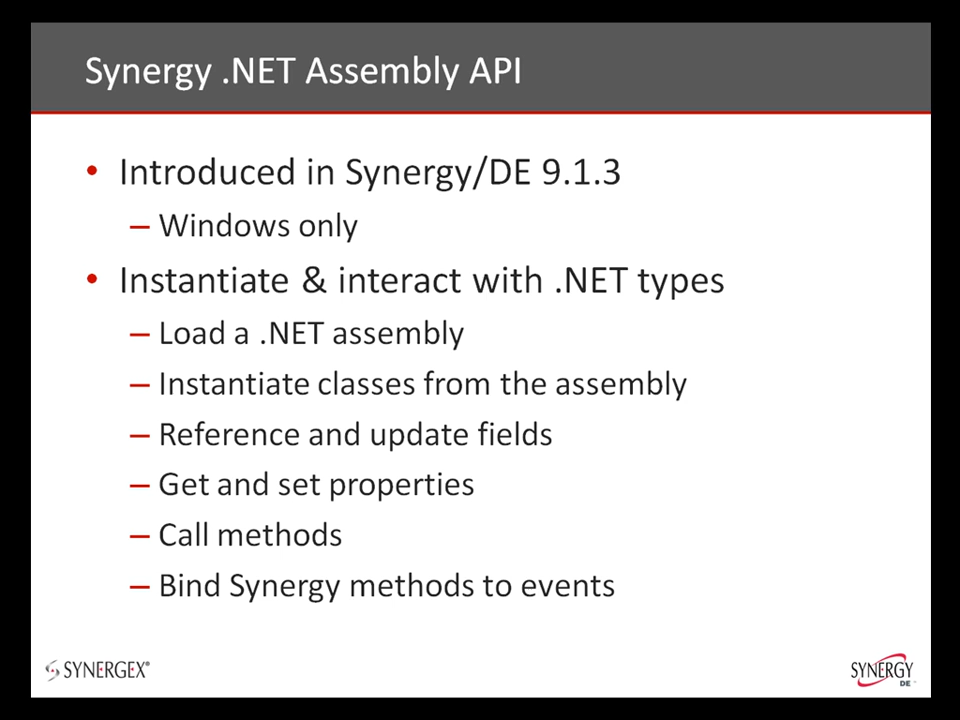 Synergy .NET Assembly API
• Introduced in Synergy/DE 9.1.3
– Windows only
• Instantiate & interact with .NET types
– Load a .NET assembly
– Instantiate classes from the assembly
– Reference and update fields
– Get and set properties
– Call methods
– Bind Synergy methods to events
SYNERGEX®
SYNERGY
DE